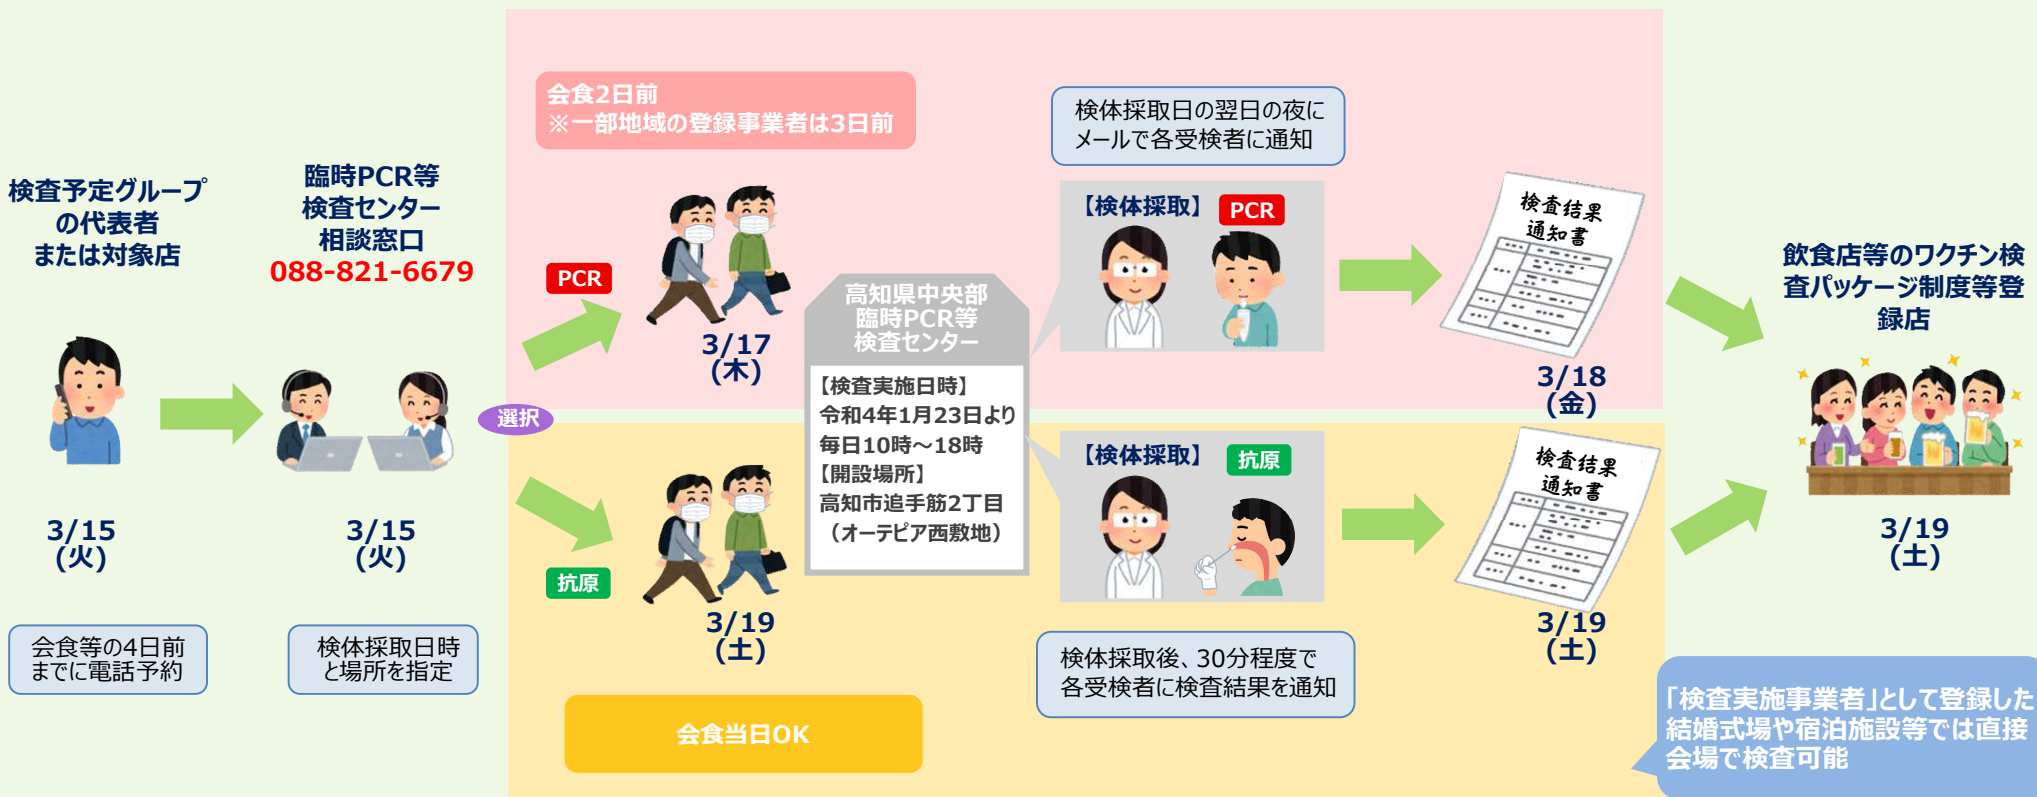 検査予定グループ
の代表者
または対象店
3/15
(火)
会食等の4日前
までに電話予約
臨時PCR等
検査センター
相談窓口
088-821-6679
3/15
(火)
検体採取日時
と場所を指定
選択
会食2日前
※一部地域の登録事業者は3日前
PCR
3/17
(木)
抗原
3/19
(土)
会食当日OK
高知県中央部
臨時PCR等
検査センター
【検査実施日時】
令和4年1月23日より
毎日10時～18時
【開設場所】
高知市追手筋2丁目
（オーテピア西敷地）
検体採取日の翌日の夜に
メールで各受検者に通知
【検体採取】 PCR
検査結果
通知書
3/18
(金)
【検体採取】 抗原
検体採取後、30分程度で
各受検者に検査結果を通知
検査結果
通知書
3/19
(土)
飲食店等のワクチン検
査パッケージ制度等登
録店
3/19
(土)
「検査実施事業者」として登録した
結婚式場や宿泊施設等では直接
会場で検査可能